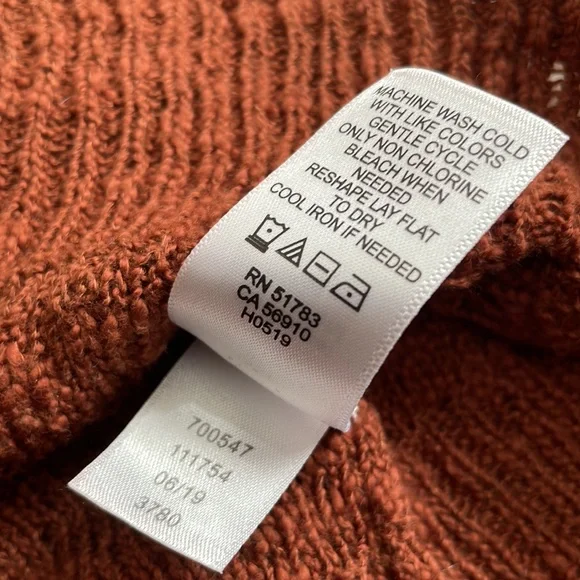 MACHINE WASH COLD
WITH LIKE COLORS
GENTLE CYCLE
ONLY NON CHLORINE
BLEACH WHEN
NEEDED
RESHAPE LAY FLAT
TO DRY
COOL IRON IF NEEDED
RN 51783
CA 56910
H0519
700547
111754
06/19
3780